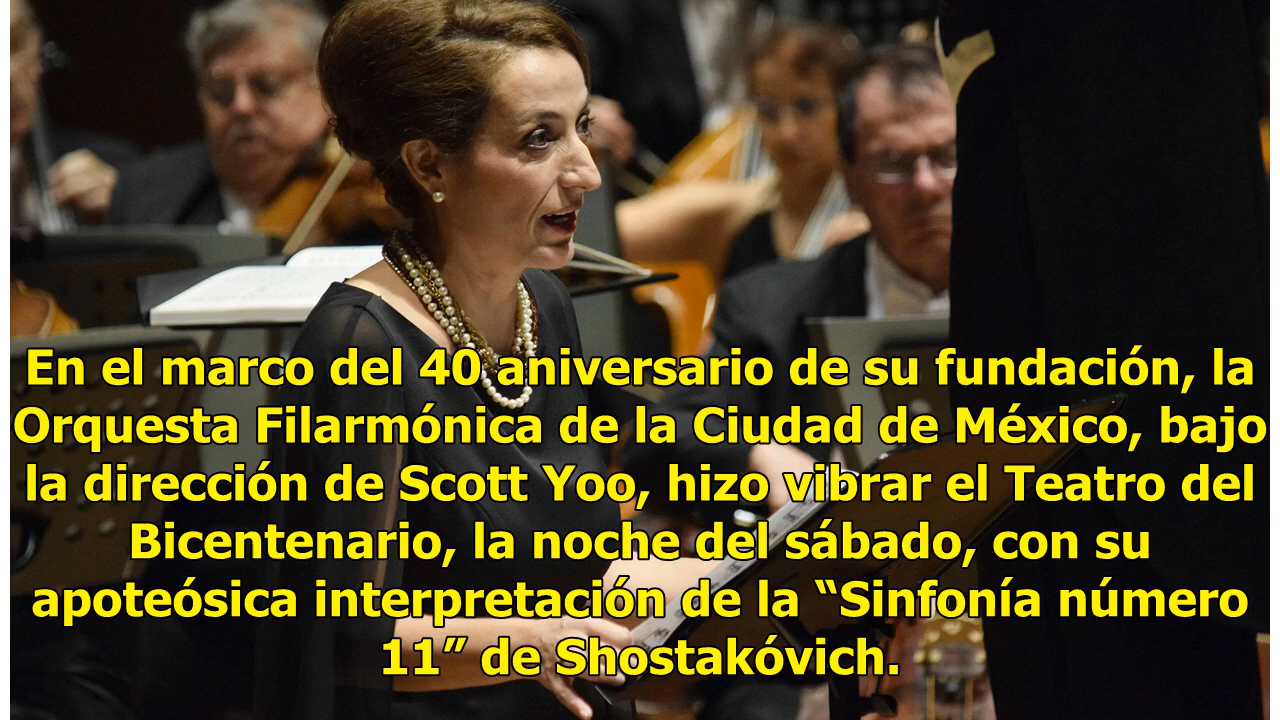 En el marco del 40 aniversario de su fundación, la
Orquesta Filarmónica de la Ciudad de México, bajo
la dirección de Scott Yoo, hizo vibrar el Teatro del
Bicentenario, la noche del sábado, con su
apoteósica interpretación de la “Sinfonía número
11” de Shostakóvich.